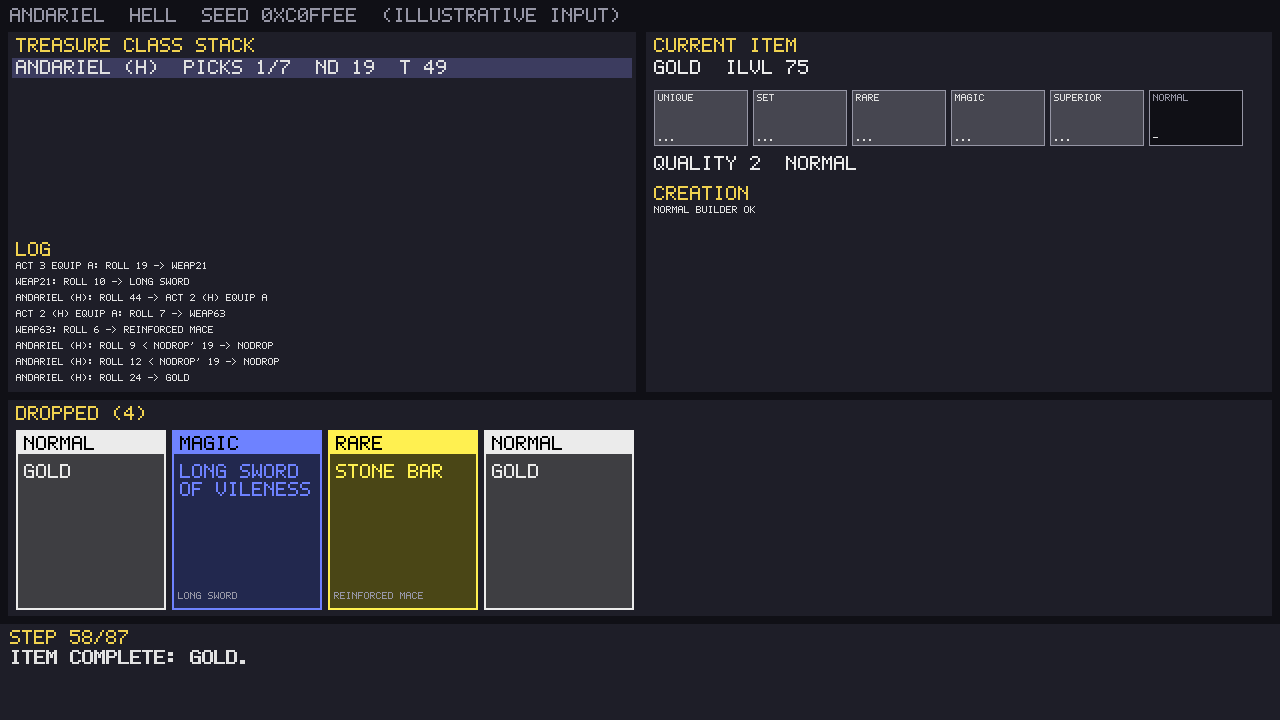 ANDARIEL HELL SEED 0XC0FFEE (ILLUSTRATIVE INPUT)
TREASURE CLASS STACK
ANDARIEL (H) PICKS 1/7 ND 19 T 49
LOG
ACT 3 EQUIP A: ROLL 19 -> WEAP21
WEAP21: ROLL 10 -> LONG SWORD
ANDARIEL (H): ROLL 44 -> ACT 2 (H) EQUIP A
ACT 2 (H) EQUIP A: ROLL 7 -> WEAP63
WEAP63: ROLL 6 -> REINFORCED MACE
ANDARIEL (H): ROLL 9 < NODROP' 19 -> NODROP
ANDARIEL (H): ROLL 12 < NODROP' 19 -> NODROP
ANDARIEL (H): ROLL 24 -> GOLD
CURRENT ITEM
GOLD ILVL 75
UNIQUE SET RARE MAGIC SUPERIOR NORMAL
... ... ... ... ... -
QUALITY 2 NORMAL
CREATION
NORMAL BUILDER OK
DROPPED (4)
NORMAL
GOLD
MAGIC
LONG SWORD
OF VILENESS
LONG SWORD
RARE
STONE BAR
REINFORCED MACE
NORMAL
GOLD
STEP 58/87
ITEM COMPLETE: GOLD.